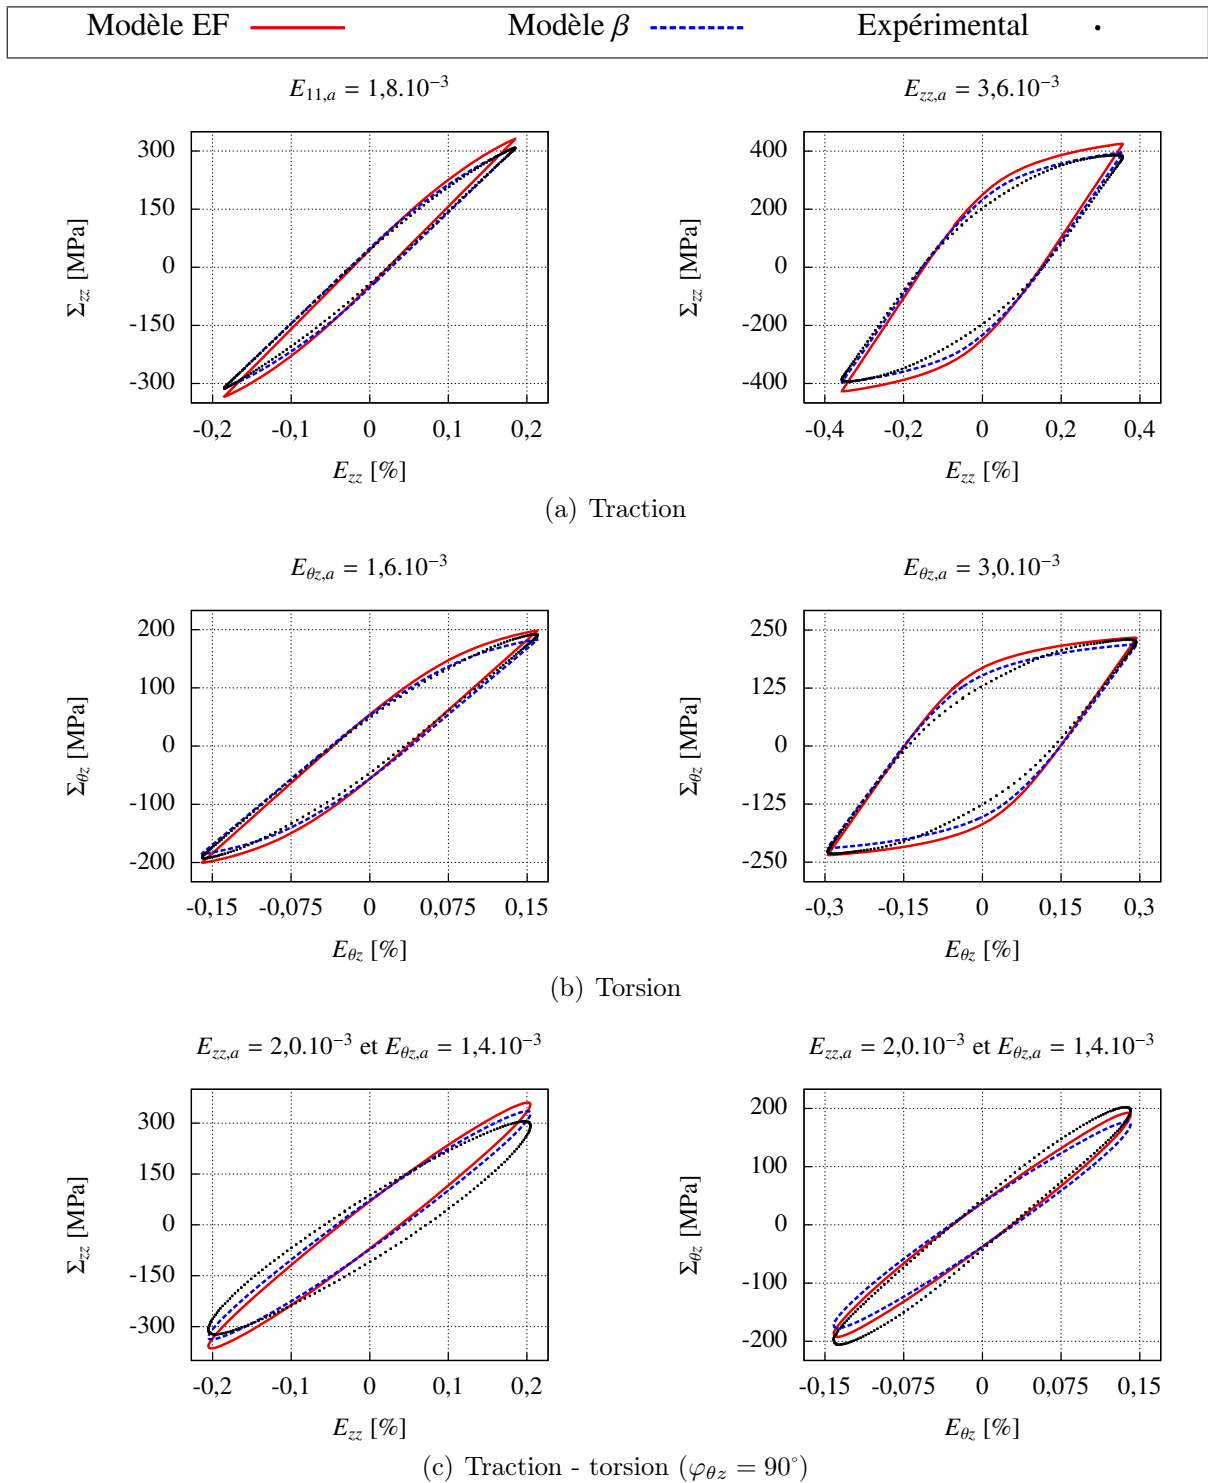 Modèle EF Modèle β Expérimental
E₁₁,ₐ = 1,8.10⁻³
Σzz [MPa]
300
150
0
-150
-300
-0,2 -0,1 0 0,1 0,2
Ezz [%]
Ezz,a = 3,6.10⁻³
Σzz [MPa]
400
200
0
-200
-400
-0,4 -0,2 0 0,2 0,4
Ezz [%]
(a) Traction
Eθz,a = 1,6.10⁻³
Σθz [MPa]
200
100
0
-100
-200
-0,15 -0,075 0 0,075 0,15
Eθz [%]
Eθz,a = 3,0.10⁻³
Σθz [MPa]
250
125
0
-125
-250
-0,3 -0,15 0 0,15 0,3
Eθz [%]
(b) Torsion
Ezz,a = 2,0.10⁻³ et Eθz,a = 1,4.10⁻³
Σzz [MPa]
300
150
0
-150
-300
-0,2 -0,1 0 0,1 0,2
Ezz [%]
Ezz,a = 2,0.10⁻³ et Eθz,a = 1,4.10⁻³
Σθz [MPa]
200
100
0
-100
-200
-0,15 -0,075 0 0,075 0,15
Eθz [%]
(c) Traction - torsion (φθz = 90°)